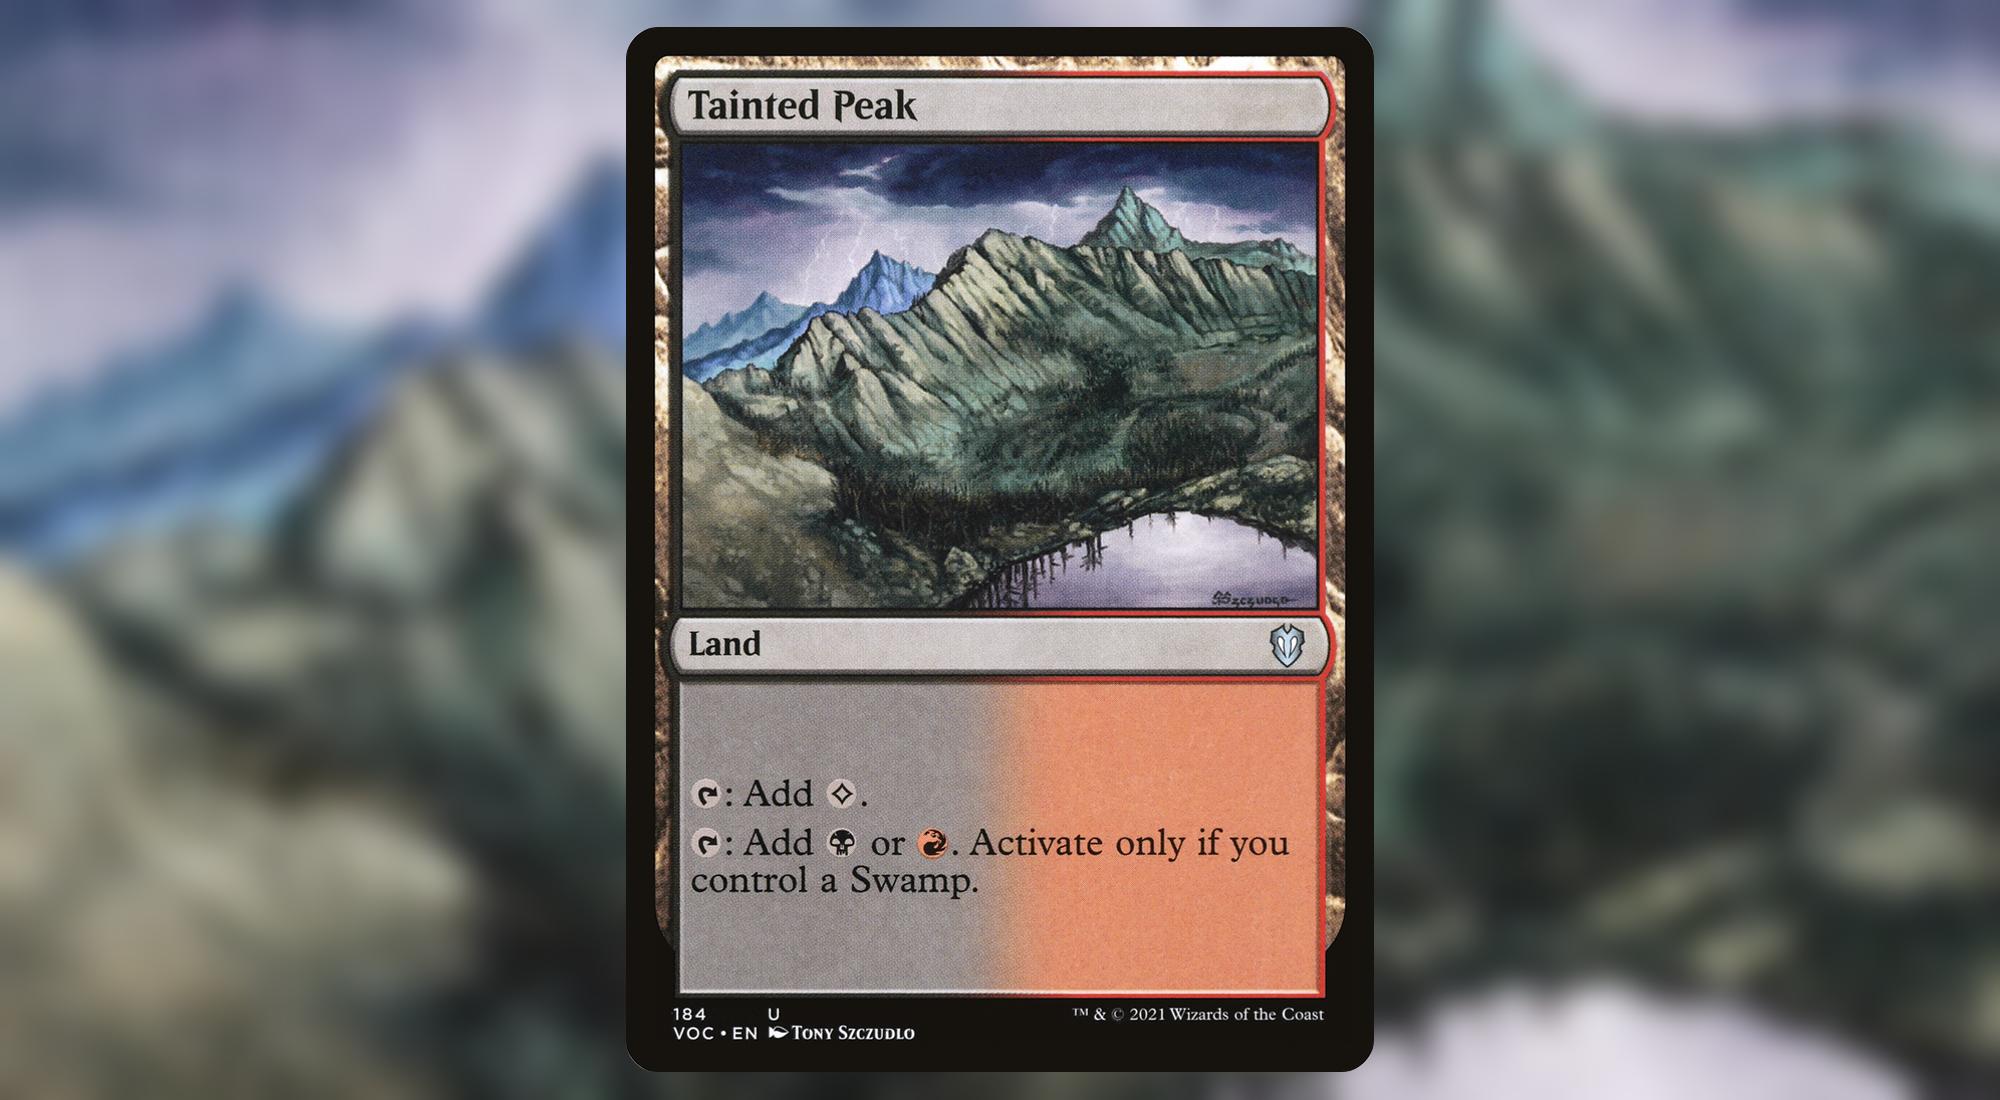 Tainted Peak
Szczudlo
Land
: Add .
: Add or . Activate only if you
control a Swamp.
184 U
VOC • EN Tony Szczudlo
™ & © 2021 Wizards of the Coast